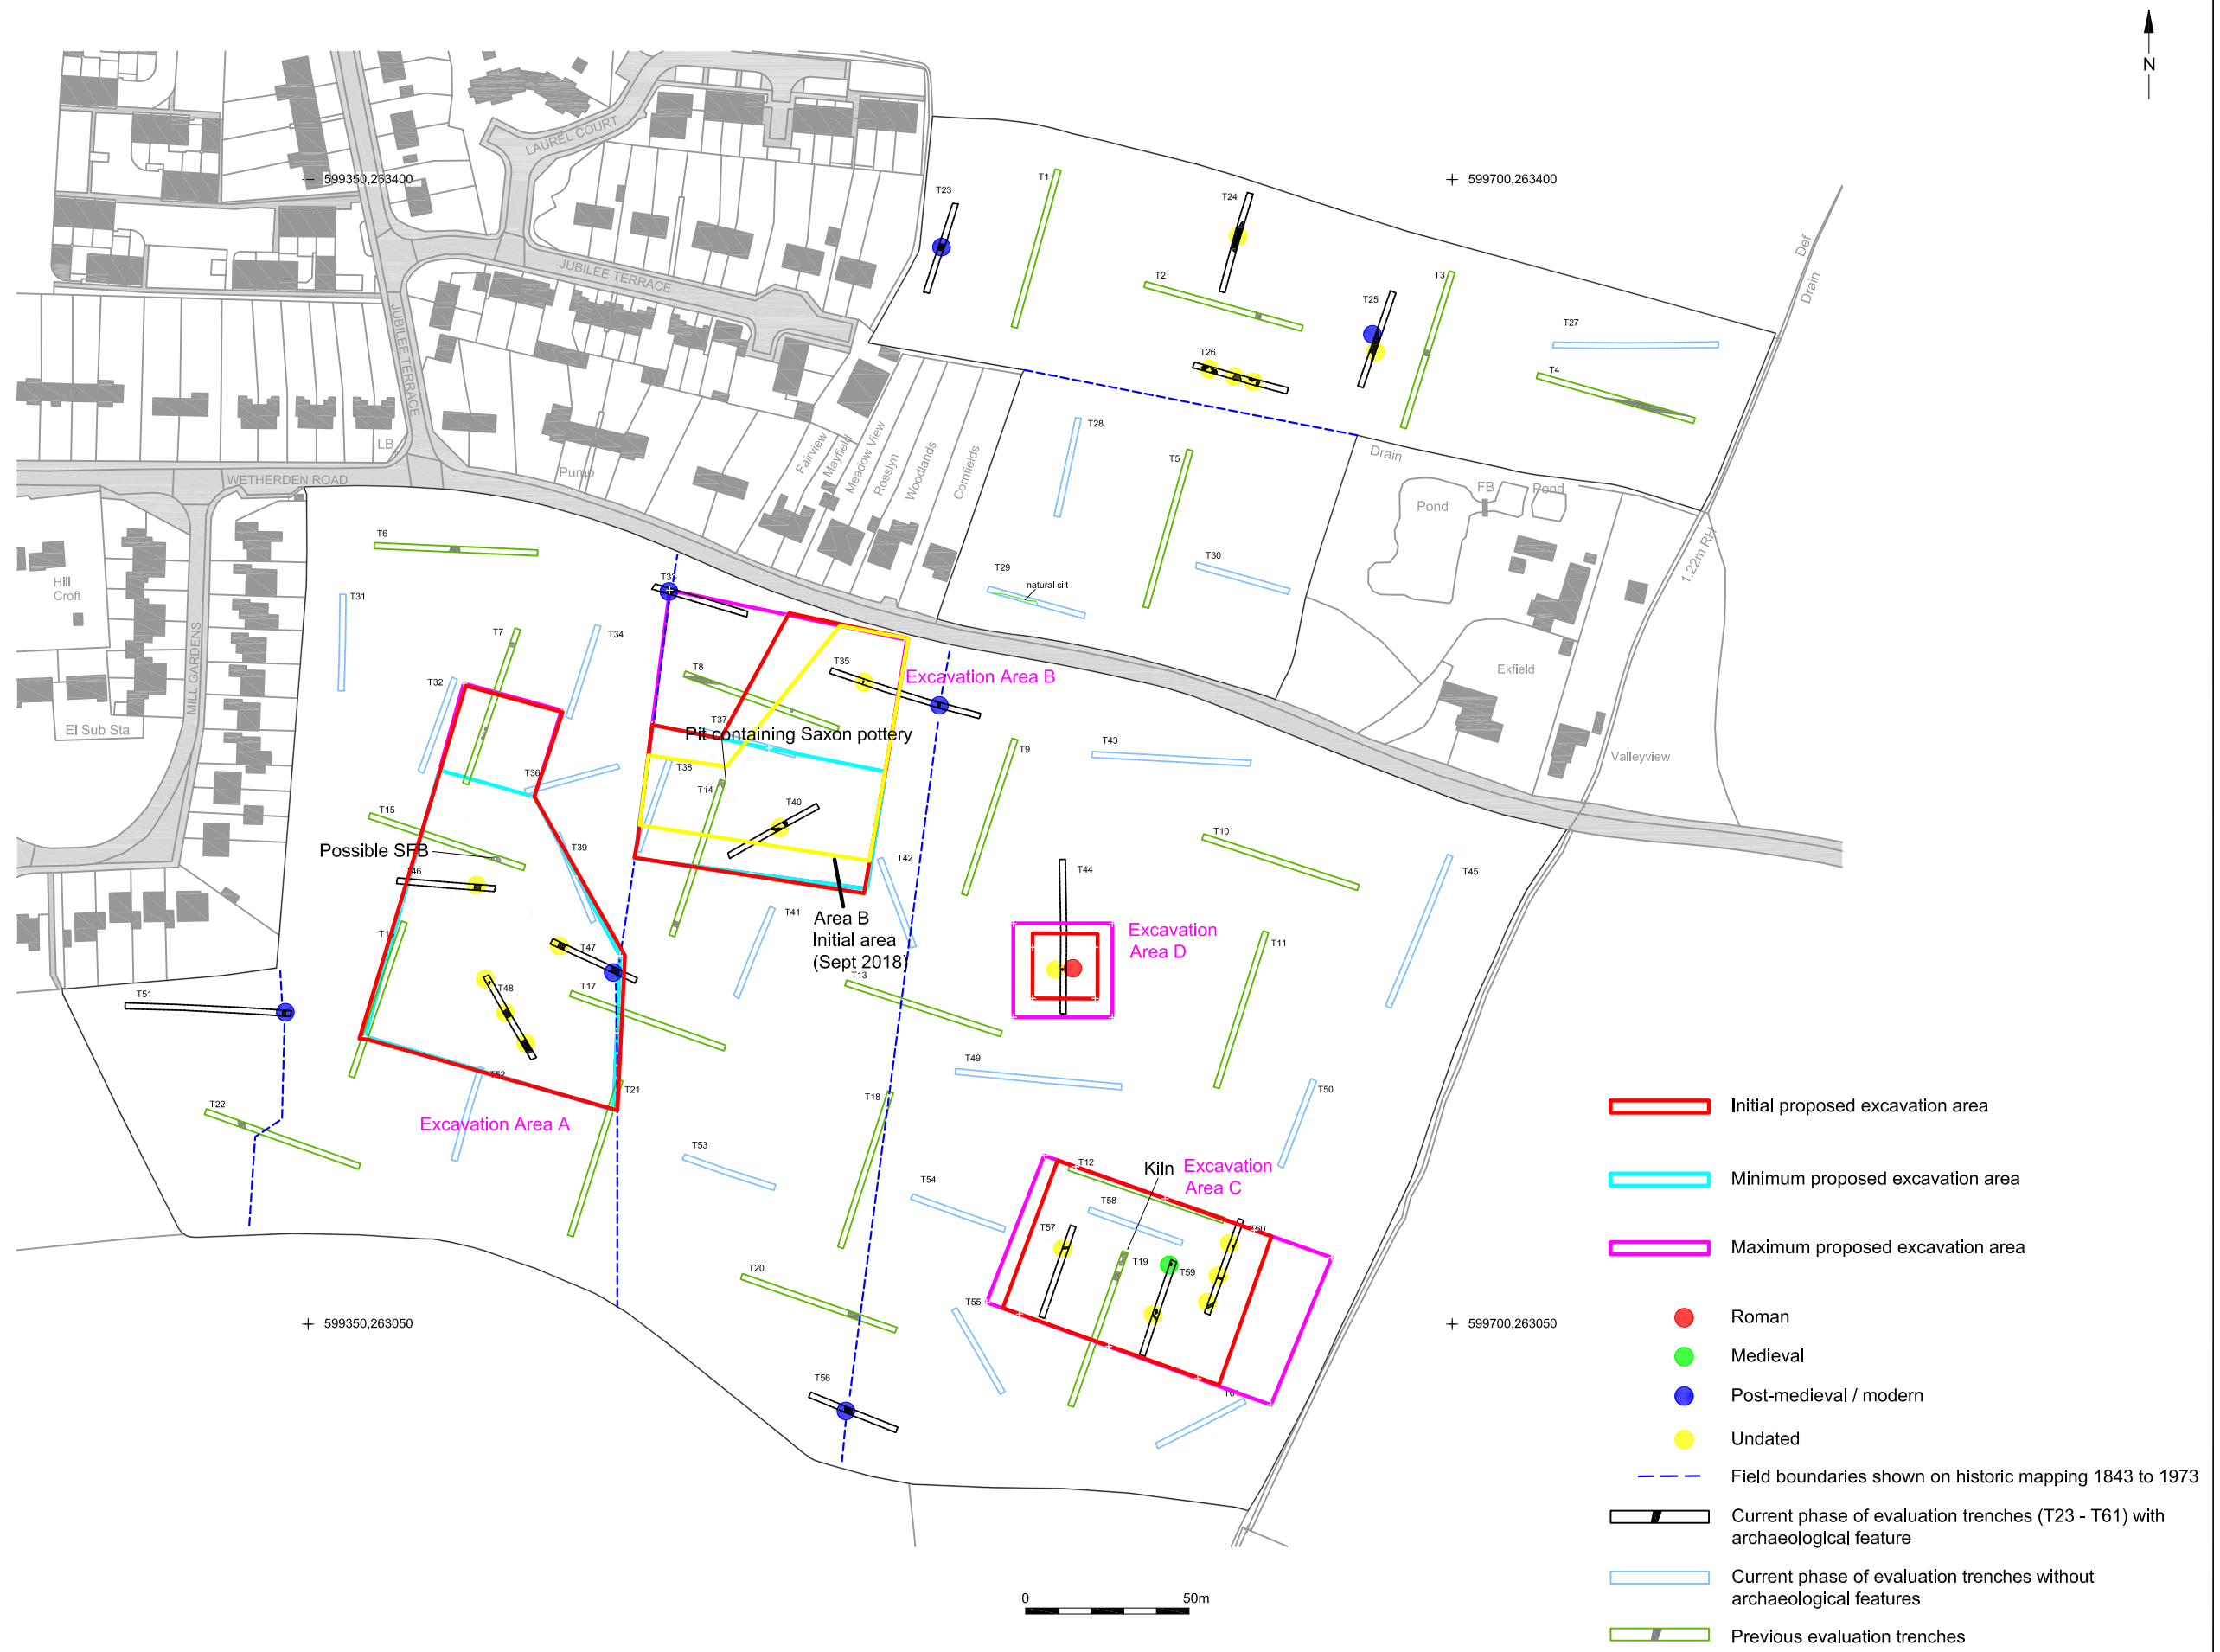 N
LAUREL COURT
599350,263400
599700,263400
T23
T1
T24
T2
T3
T25
T26
T27
T4
Def
Drain
JUBILEE TERRACE
JUBILEE TERRACE
LB
WETHERDEN ROAD
Pump
Fairview
Mayfield
Meadow View
Rosslyn
Woodlands
Cornfields
T28
T5
Drain
Pond
FB
Pond
1.22m RH
T6
T29
natural silt
T30
Hill
Croft
T31
T33
T7
T34
T8
T35
Excavation Area B
Ekfield
MILL GARDENS
El Sub Sta
T32
T37
Pit containing Saxon pottery
T9
T43
Valleyview
T36
T38
T14
T40
T15
T10
Possible SFB
T39
T46
T42
T44
T45
T41
Area B
Initial area
(Sept 2018)
Excavation
Area D
T11
T47
T13
T48
T17
T51
T49
T52
T21
T18
T50
T22
Excavation Area A
T53
T12
Kiln
Excavation
Area C
T54
T58
T57
T60
T19
T59
T20
T55
599350,263050
599700,263050
T56
T61
Initial proposed excavation area
Minimum proposed excavation area
Maximum proposed excavation area
Roman
Medieval
Post-medieval / modern
Undated
Field boundaries shown on historic mapping 1843 to 1973
Current phase of evaluation trenches (T23 - T61) with
archaeological feature
Current phase of evaluation trenches without
archaeological features
Previous evaluation trenches
0
50m